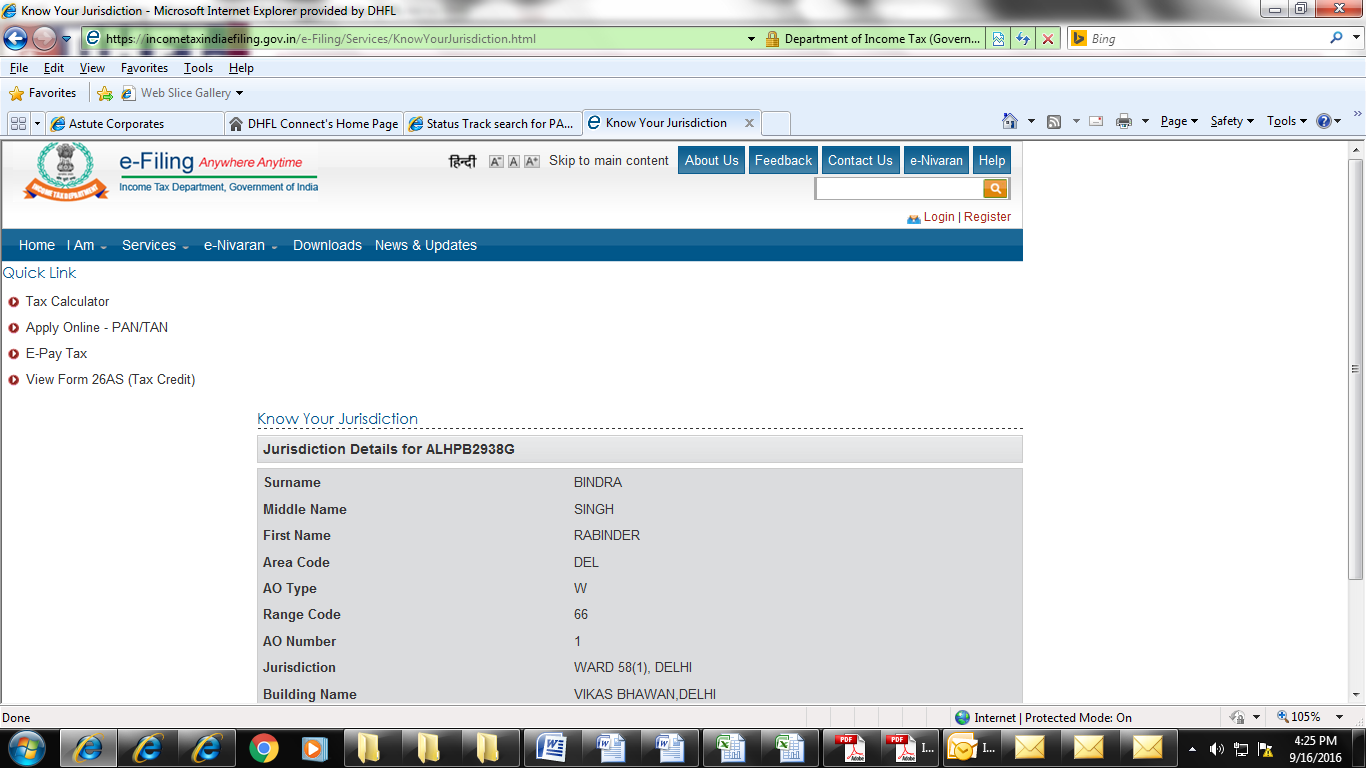 Know Your Jurisdiction - Microsoft Internet Explorer provided by DHFL
https://incometaxindiaefiling.gov.in/e-Filing/Services/KnowYourJurisdiction.html
Department of Income Tax (Govern...
Bing
File Edit View Favorites Tools Help
Favorites Web Slice Gallery
Astute Corporates DHFL Connect's Home Page Status Track search for PA... Know Your Jurisdiction
Page Safety Tools
e-Filing Anywhere Anytime
Income Tax Department, Government of India
हिन्दी A- A A+ Skip to main content About Us Feedback Contact Us e-Nivaran Help
Login | Register
Home I Am Services e-Nivaran Downloads News & Updates
Quick Link
Tax Calculator
Apply Online - PAN/TAN
E-Pay Tax
View Form 26AS (Tax Credit)
Know Your Jurisdiction
Jurisdiction Details for ALHPB2938G
Surname BINDRA
Middle Name SINGH
First Name RABINDER
Area Code DEL
AO Type W
Range Code 66
AO Number 1
Jurisdiction WARD 58(1), DELHI
Building Name VIKAS BHAWAN,DELHI
Done Internet | Protected Mode: On 105%
PDF Adobe PDF Adobe I... I...
4:25 PM
9/16/2016